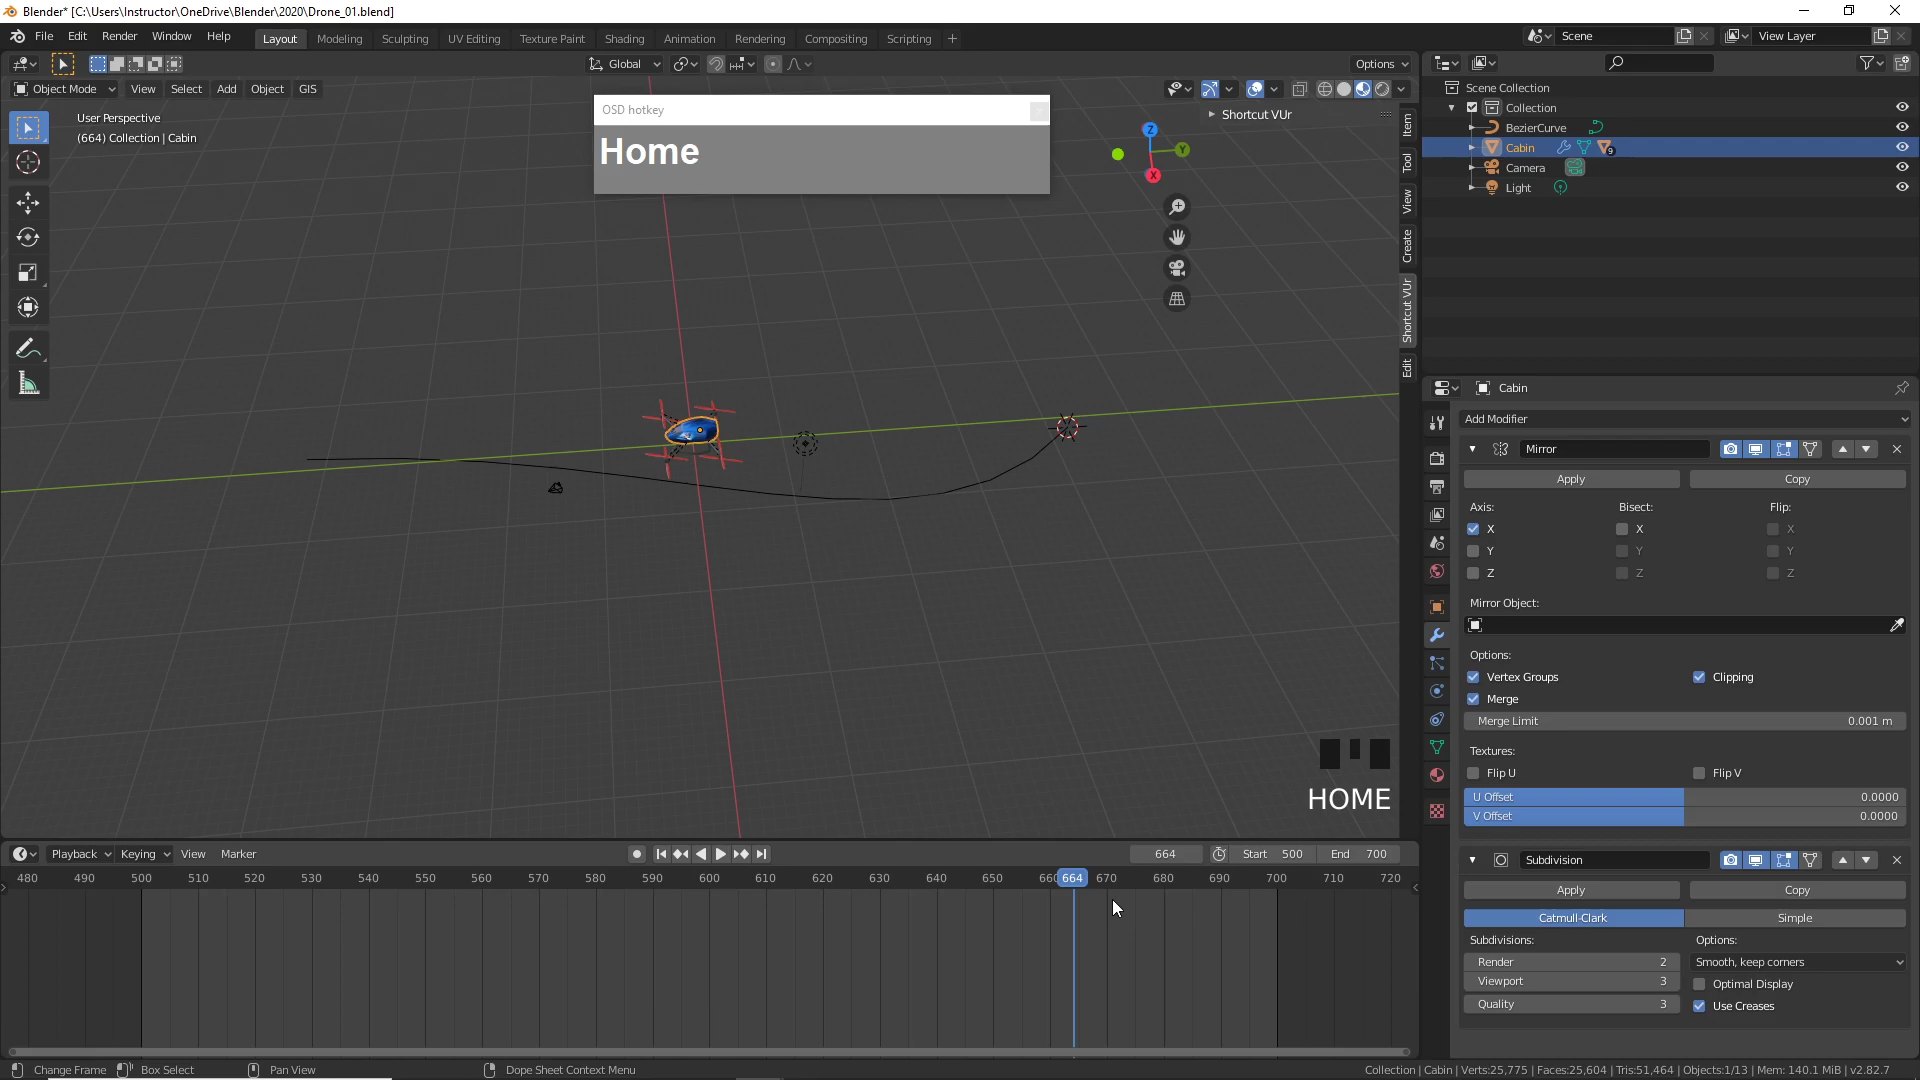 Blender* [C:\Users\Instructor\OneDrive\Blender\2020\Drone_01.blend]
File Edit Render Window Help Layout Modeling Sculpting UV Editing Texture Paint Shading Animation Rendering Compositing Scripting + Scene View Layer
Global Options
Object Mode View Select Add Object GIS
User Perspective
(664) Collection | Cabin
OSD hotkey
Home
Shortcut VUr
Z
Y
X
Item
Tool
View
Create
Shortcut VUr
Edit
Scene Collection
Collection
BezierCurve
Cabin 9
Camera
Light
Cabin
Add Modifier
Mirror
Apply Copy
Axis: Bisect: Flip:
X X X
Y Y Y
Z Z Z
Mirror Object:
Options:
Vertex Groups Clipping
Merge
Merge Limit 0.001 m
Textures:
Flip U Flip V
U Offset 0.0000
V Offset 0.0000
Subdivision
Apply Copy
Catmull-Clark Simple
Subdivisions: Options:
Render 2 Smooth, keep corners
Viewport 3 Optimal Display
Quality 3 Use Creases
HOME
Playback Keying View Marker 664 Start 500 End 700
480 490 500 510 520 530 540 550 560 570 580 590 600 610 620 630 640 650 664 670 680 690 700 710 720
Change Frame Box Select Pan View Dope Sheet Context Menu Collection | Cabin | Verts:25,775 | Faces:25,604 | Tris:51,464 | Objects:1/13 | Mem: 140.1 MiB | v2.82.7